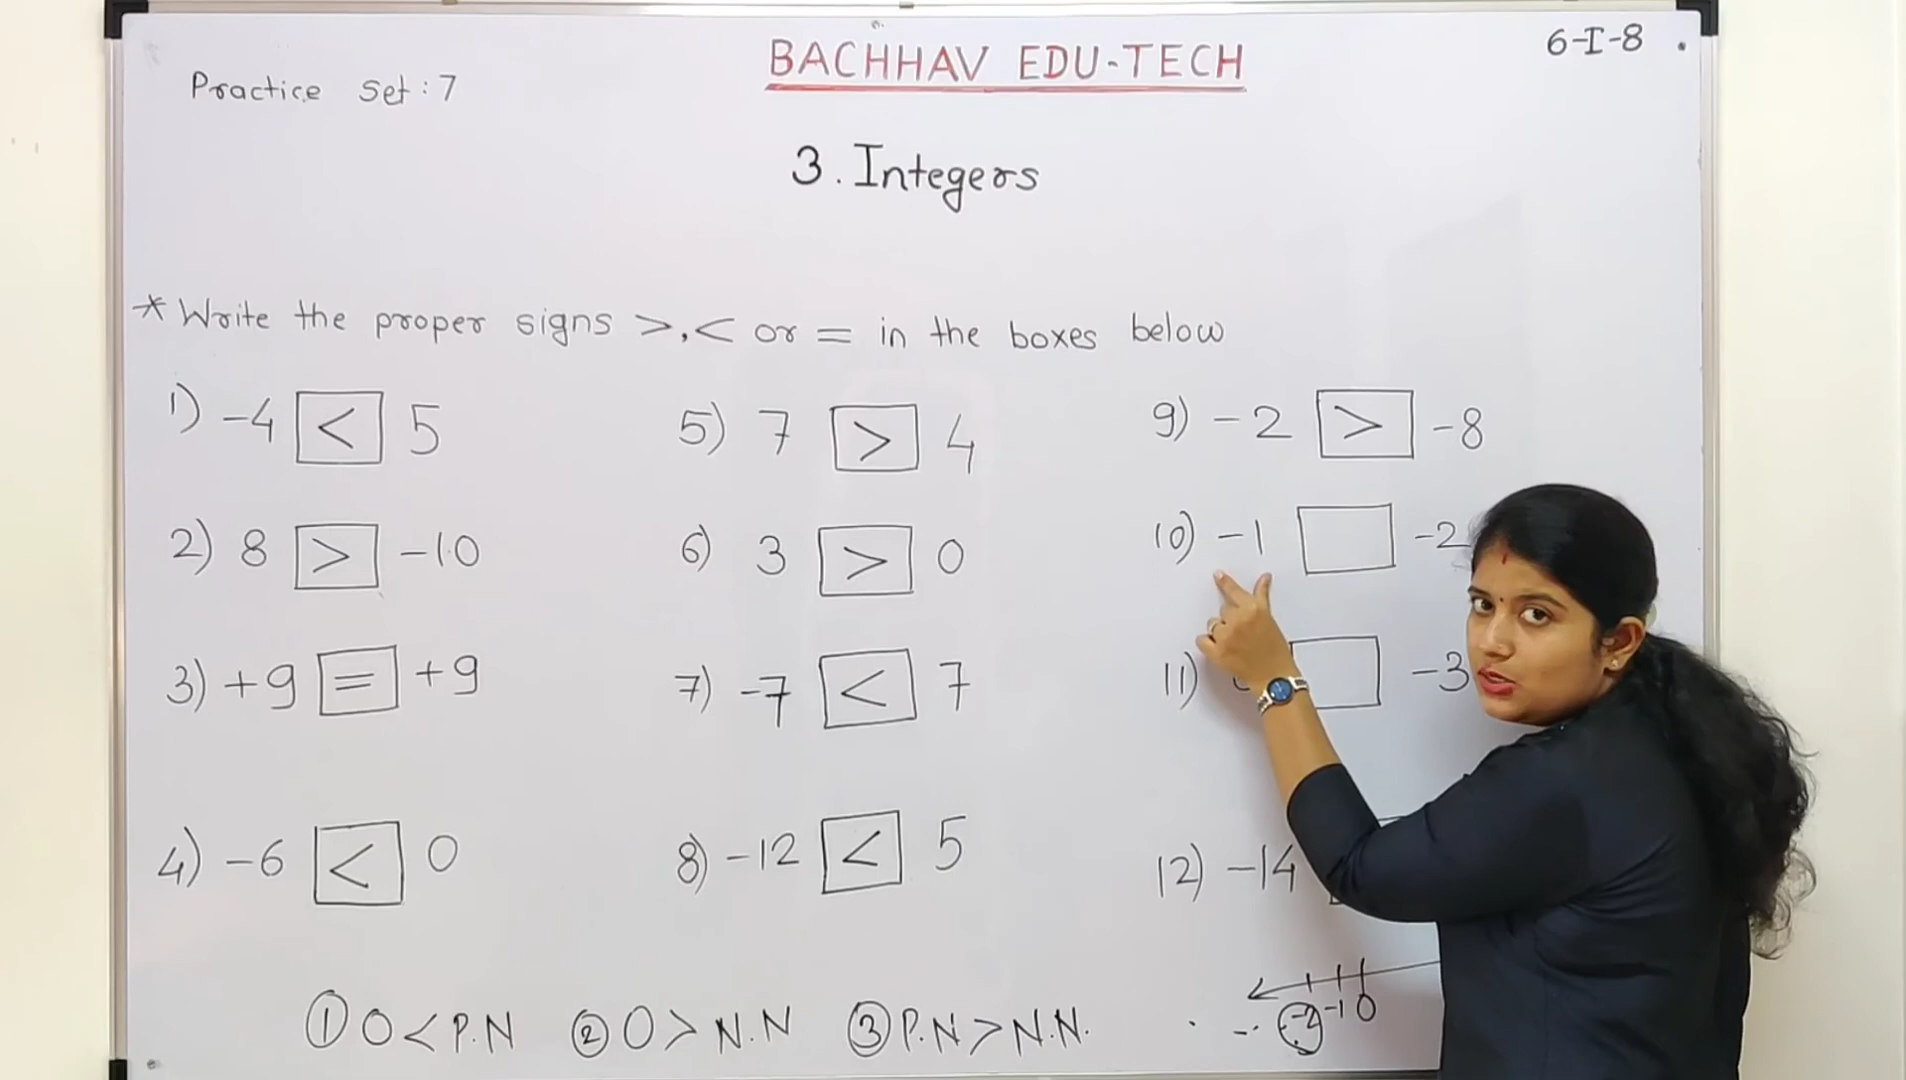 6-I-8 .
BACHHAV EDU-TECH
Practice Set : 7
3. Integers
* Write the proper signs >, < or = in the boxes below
1) -4 < 5
2) 8 > -10
3) +9 = +9
4) -6 < 0
5) 7 > 4
6) 3 > 0
7) -7 < 7
8) -12 < 5
9) -2 > -8
10) -1 -2
11) -3
12) -14
-2 -1 0
① 0 < P.N ② 0 > N.N ③ P.N > N.N.